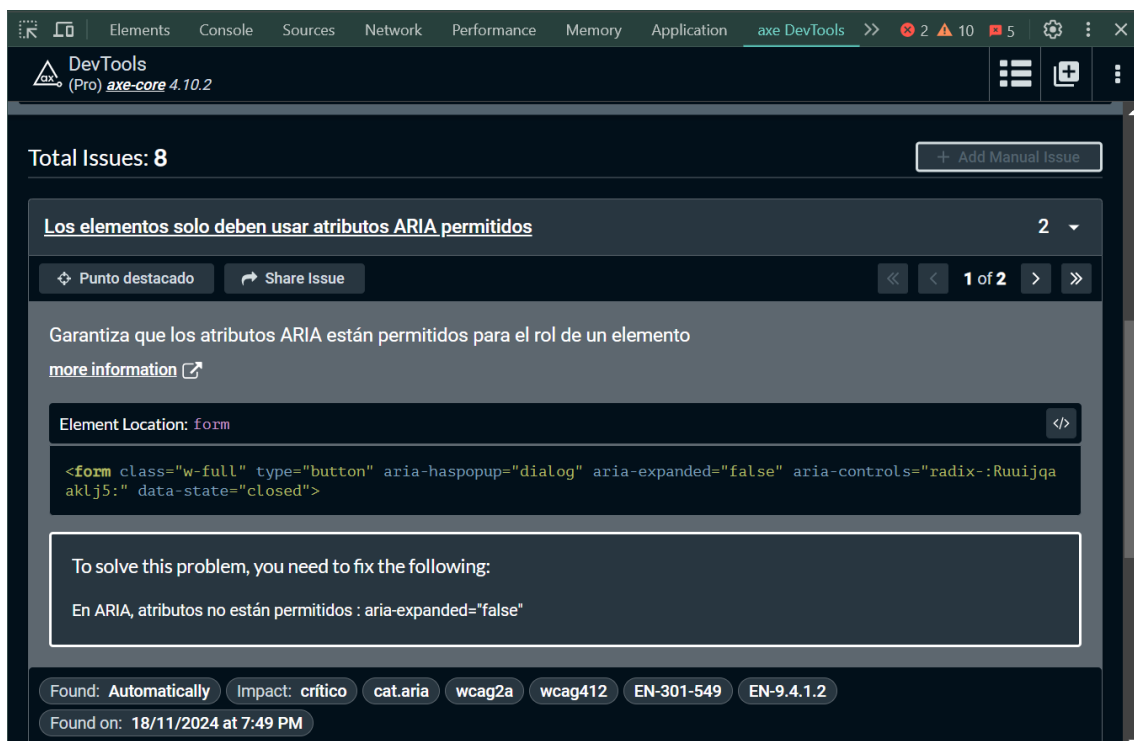 Elements Console Sources Network Performance Memory Application axe DevTools 2 10 5
ax DevTools
(Pro) axe-core 4.10.2
Total Issues: 8
+ Add Manual Issue
Los elementos solo deben usar atributos ARIA permitidos 2
Punto destacado Share Issue 1 of 2
Garantiza que los atributos ARIA están permitidos para el rol de un elemento
more information
Element Location: form </>
<form class="w-full" type="button" aria-haspopup="dialog" aria-expanded="false" aria-controls="radix-:Ruuijqa
aklj5:" data-state="closed">
To solve this problem, you need to fix the following:
En ARIA, atributos no están permitidos : aria-expanded="false"
Found: Automatically Impact: crítico cat.aria wcag2a wcag412 EN-301-549 EN-9.4.1.2
Found on: 18/11/2024 at 7:49 PM